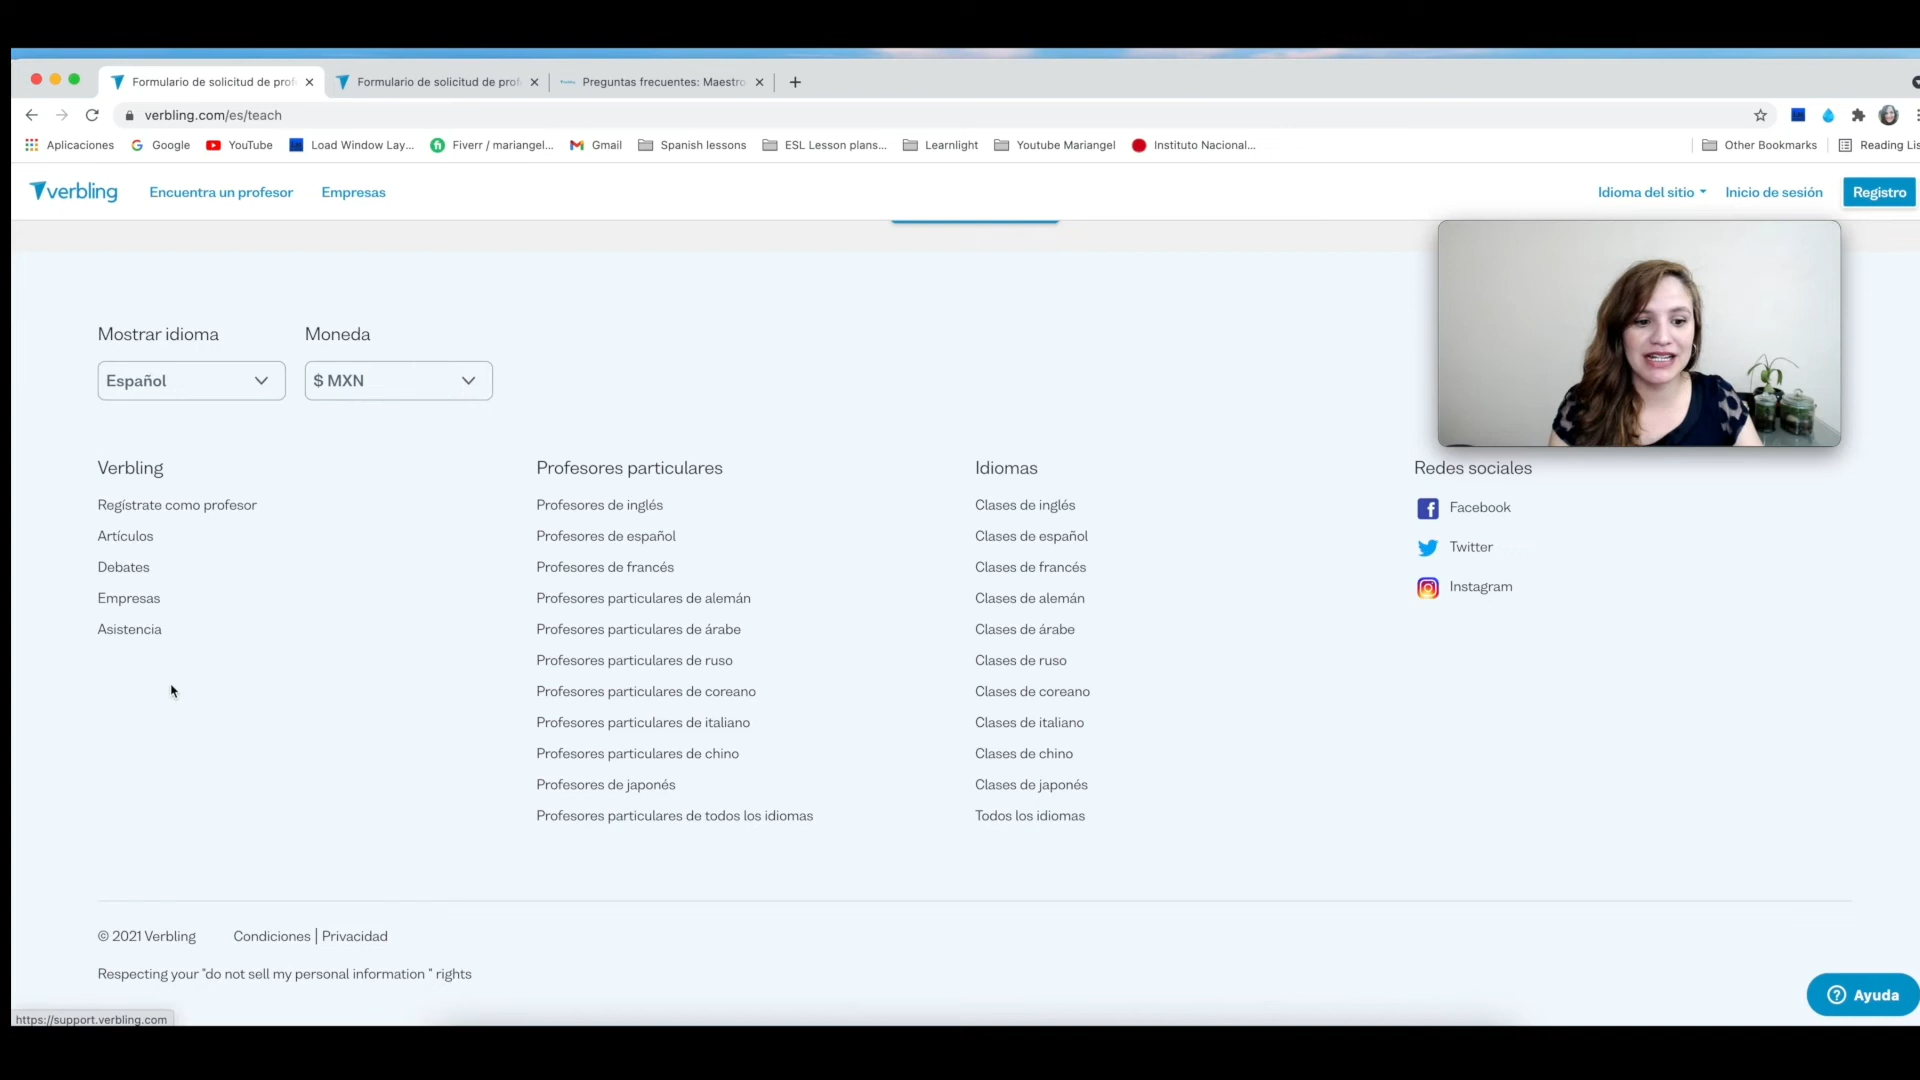 Formulario de solicitud de prof
Formulario de solicitud de prof
Preguntas frecuentes: Maestro
verbling.com/es/teach
Aplicaciones
Google
YouTube
Load Window Lay...
Fiverr / mariangel...
Gmail
Spanish lessons
ESL Lesson plans...
Learnlight
Youtube Mariangel
Instituto Nacional...
Other Bookmarks
Reading Lis
verbling
Encuentra un profesor
Empresas
Idioma del sitio
Inicio de sesión
Registro
Mostrar idioma
Moneda
Español
$ MXN
Verbling
Regístrate como profesor
Artículos
Debates
Empresas
Asistencia
Profesores particulares
Profesores de inglés
Profesores de español
Profesores de francés
Profesores particulares de alemán
Profesores particulares de árabe
Profesores particulares de ruso
Profesores particulares de coreano
Profesores particulares de italiano
Profesores particulares de chino
Profesores de japonés
Profesores particulares de todos los idiomas
Idiomas
Clases de inglés
Clases de español
Clases de francés
Clases de alemán
Clases de árabe
Clases de ruso
Clases de coreano
Clases de italiano
Clases de chino
Clases de japonés
Todos los idiomas
Redes sociales
Facebook
Twitter
Instagram
© 2021 Verbling
Condiciones | Privacidad
Respecting your "do not sell my personal information " rights
Ayuda
https://support.verbling.com